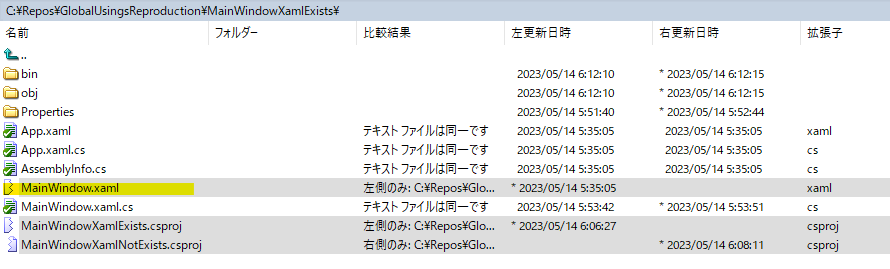 C:¥Repos¥GlobalUsingsReproduction¥MainWindowXamlExists¥
名前 フォルダー 比較結果 左更新日時 右更新日時 拡張子
..
bin 2023/05/14 6:12:10 * 2023/05/14 6:12:15
obj 2023/05/14 6:12:10 * 2023/05/14 6:12:15
Properties 2023/05/14 5:51:40 * 2023/05/14 5:52:44
App.xaml テキスト ファイルは同一です 2023/05/14 5:35:05 2023/05/14 5:35:05 xaml
App.xaml.cs テキスト ファイルは同一です 2023/05/14 5:35:05 2023/05/14 5:35:05 cs
AssemblyInfo.cs テキスト ファイルは同一です 2023/05/14 5:35:05 2023/05/14 5:35:05 cs
MainWindow.xaml 左側のみ: C:¥Repos¥Glo... * 2023/05/14 5:35:05 xaml
MainWindow.xaml.cs テキスト ファイルは同一です 2023/05/14 5:53:42 * 2023/05/14 5:53:51 cs
MainWindowXamlExists.csproj 左側のみ: C:¥Repos¥Glo... * 2023/05/14 6:06:27 csproj
MainWindowXamlNotExists.csproj 右側のみ: C:¥Repos¥Glo... * 2023/05/14 6:08:11 csproj